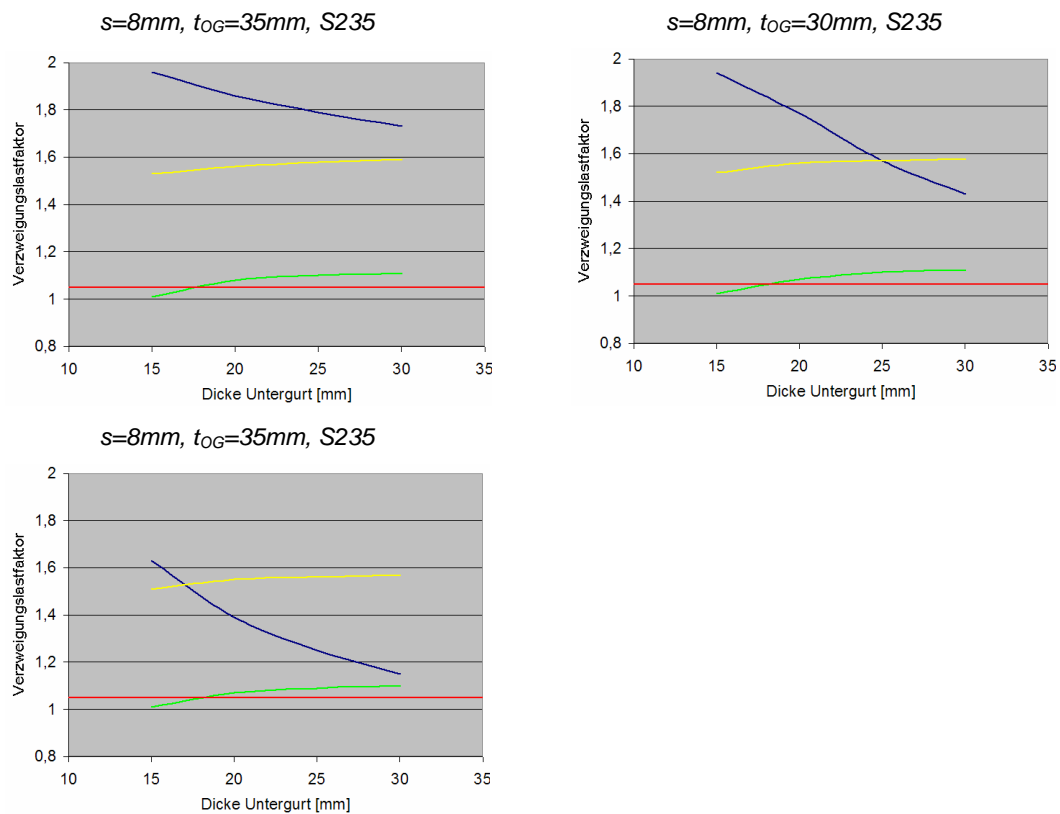 s=8mm, tOG=35mm, S235
2
1,8
1,6
1,4
1,2
1
0,8
Verzweigungslastfaktor
10 15 20 25 30 35
Dicke Untergurt [mm]
s=8mm, tOG=30mm, S235
2
1,8
1,6
1,4
1,2
1
0,8
Verzweigungslastfaktor
10 15 20 25 30 35
Dicke Untergurt [mm]
s=8mm, tOG=35mm, S235
2
1,8
1,6
1,4
1,2
1
0,8
Verzweigungslastfaktor
10 15 20 25 30 35
Dicke Untergurt [mm]